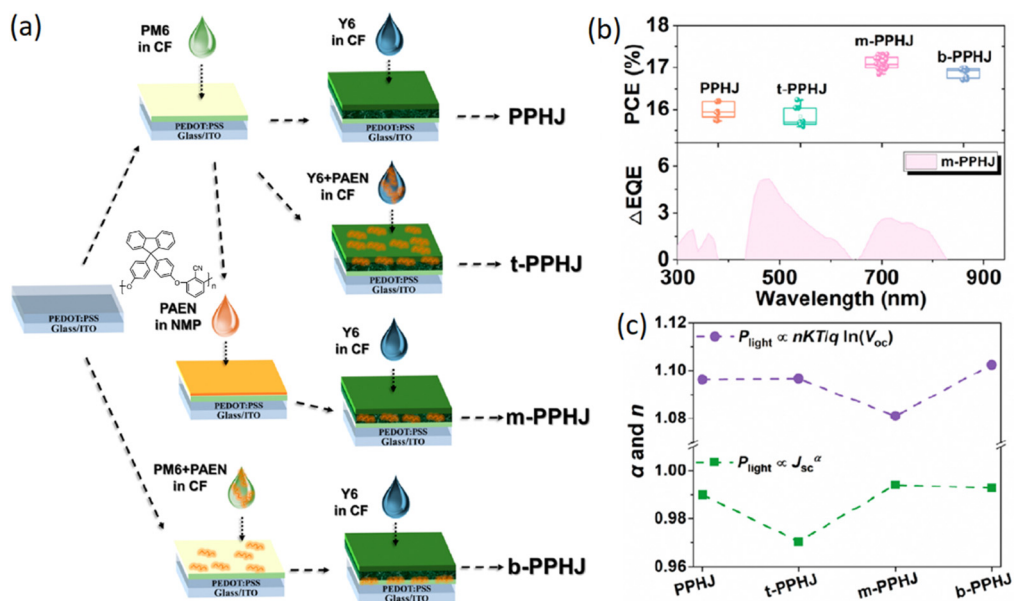 (a)
PM6
in CF
Y6
in CF
PEDOT:PSS
Glass/ITO
PEDOT:PSS
Glass/ITO
PPHJ
Y6+PAEN
in CF
PEDOT:PSS
Glass/ITO
t-PPHJ
CN
O
O
n
PEDOT:PSS
Glass/ITO
PAEN
in NMP
Y6
in CF
PEDOT:PSS
Glass/ITO
PEDOT:PSS
Glass/ITO
m-PPHJ
PM6+PAEN
in CF
Y6
in CF
PEDOT:PSS
Glass/ITO
PEDOT:PSS
Glass/ITO
b-PPHJ
(b)
PCE (%)
18
17
16
PPHJ
t-PPHJ
m-PPHJ
b-PPHJ
△EQE
6
4
2
0
m-PPHJ
300
500
700
900
Wavelength (nm)
(c)
α and n
1.12
1.10
1.08
1.00
0.98
0.96
Plight ∝ nKTiq ln(Voc)
Plight ∝ Jscα
PPHJ
t-PPHJ
m-PPHJ
b-PPHJ